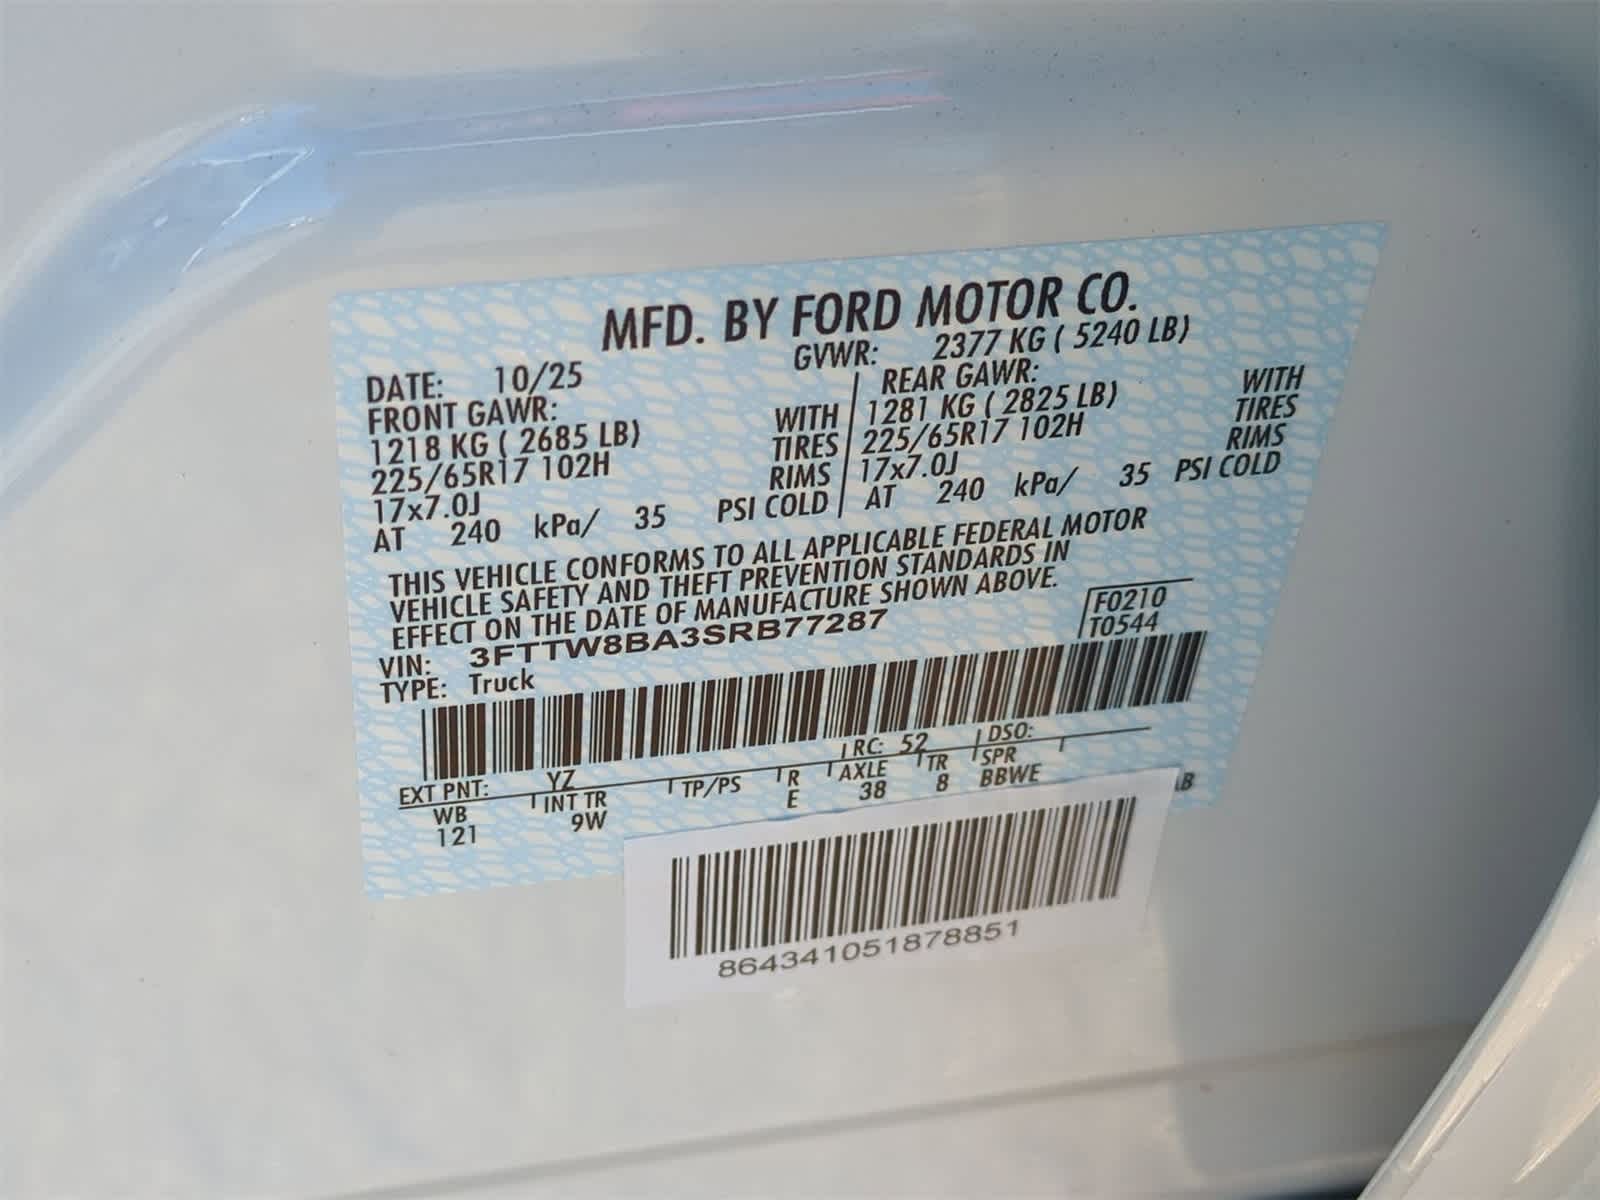 MFD. BY FORD MOTOR CO.
DATE: 10/25 GVWR: 2377 KG ( 5240 LB)
FRONT GAWR: REAR GAWR:
1218 KG ( 2685 LB) WITH 1281 KG ( 2825 LB) WITH
225/65R17 102H TIRES 225/65R17 102H TIRES
17x7.0J RIMS 17x7.0J RIMS
AT 240 kPa/ 35 PSI COLD AT 240 kPa/ 35 PSI COLD
THIS VEHICLE CONFORMS TO ALL APPLICABLE FEDERAL MOTOR
VEHICLE SAFETY AND THEFT PREVENTION STANDARDS IN
EFFECT ON THE DATE OF MANUFACTURE SHOWN ABOVE.
VIN: 3FTTW8BA3SRB77287 F0210
TYPE: Truck T0544
EXT PNT: YZ RC: 52 DSO:
WB INT TR TP/PS R AXLE TR SPR
121 9W E 38 8 BBWE
864341051878851